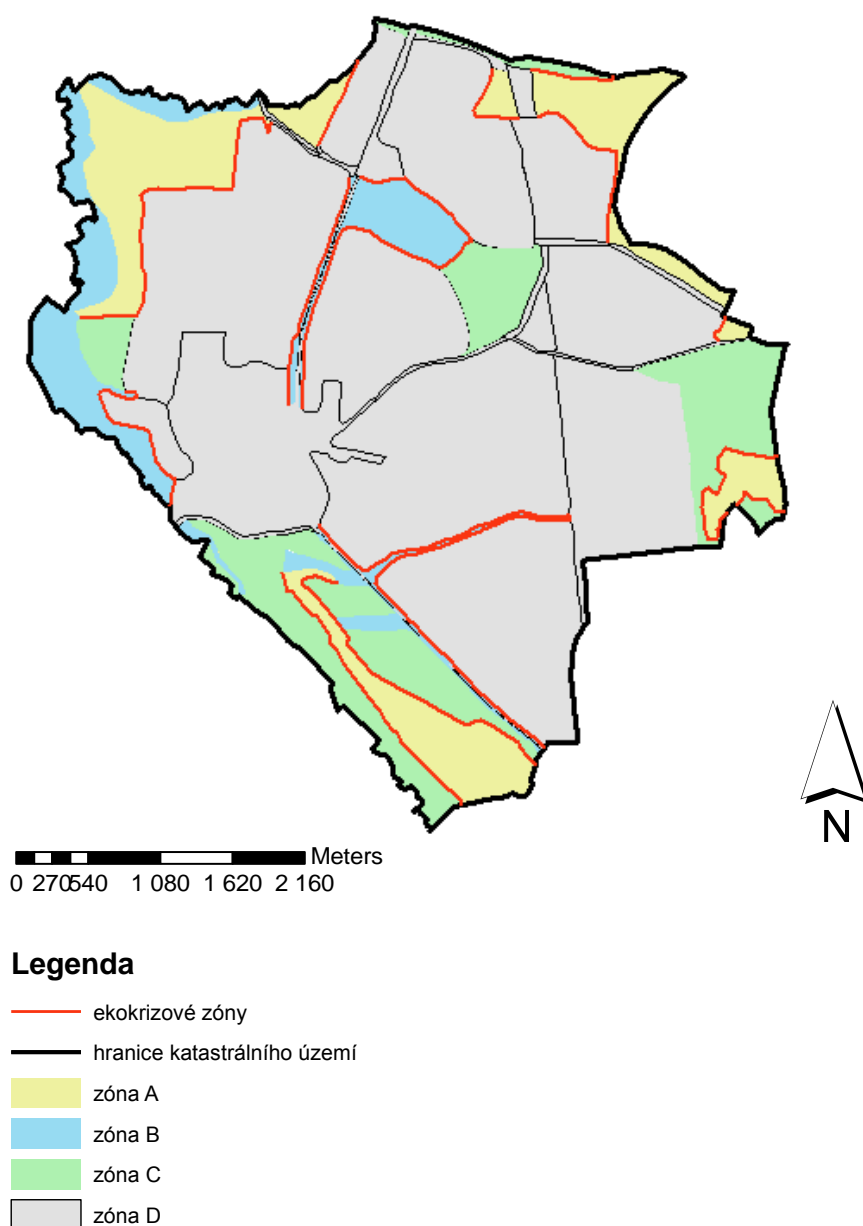 N
Meters
0 270540 1 080 1 620 2 160
Legenda
ekokrizové zóny
hranice katastrálního území
zóna A
zóna B
zóna C
zóna D